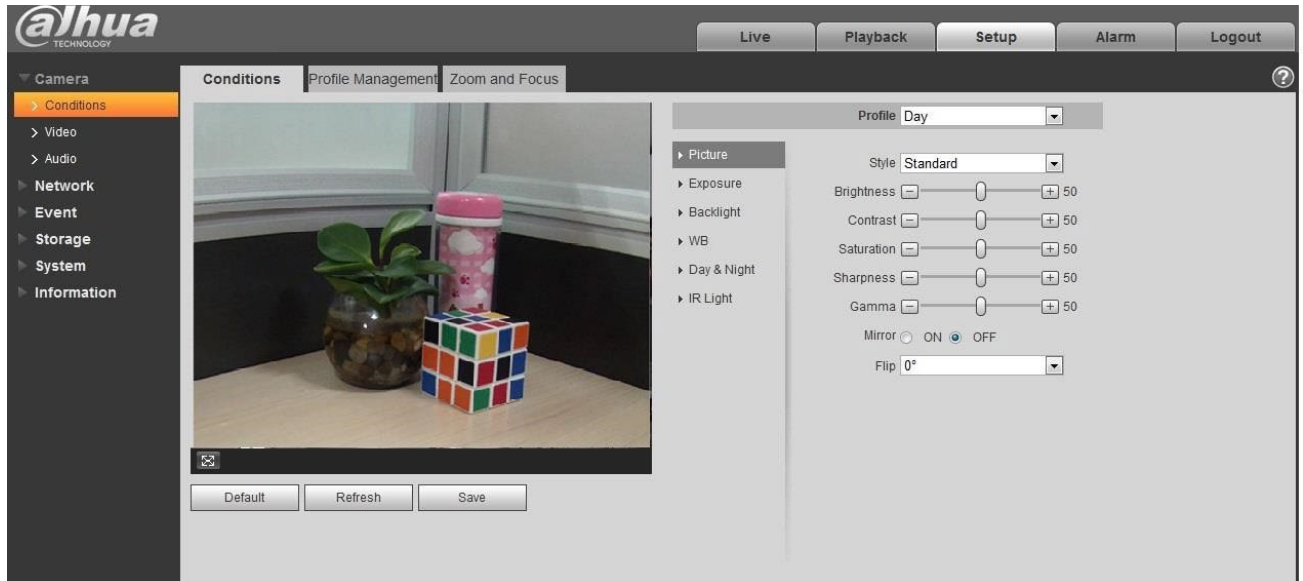 alhua
TECHNOLOGY
Live Playback Setup Alarm Logout
Camera
Conditions
Video
Audio
Network
Event
Storage
System
Information
Conditions Profile Management Zoom and Focus
?
Profile Day
Picture
Exposure
Backlight
WB
Day & Night
IR Light
Style Standard
Brightness 50
Contrast 50
Saturation 50
Sharpness 50
Gamma 50
Mirror ON OFF
Flip 0°
Default Refresh Save